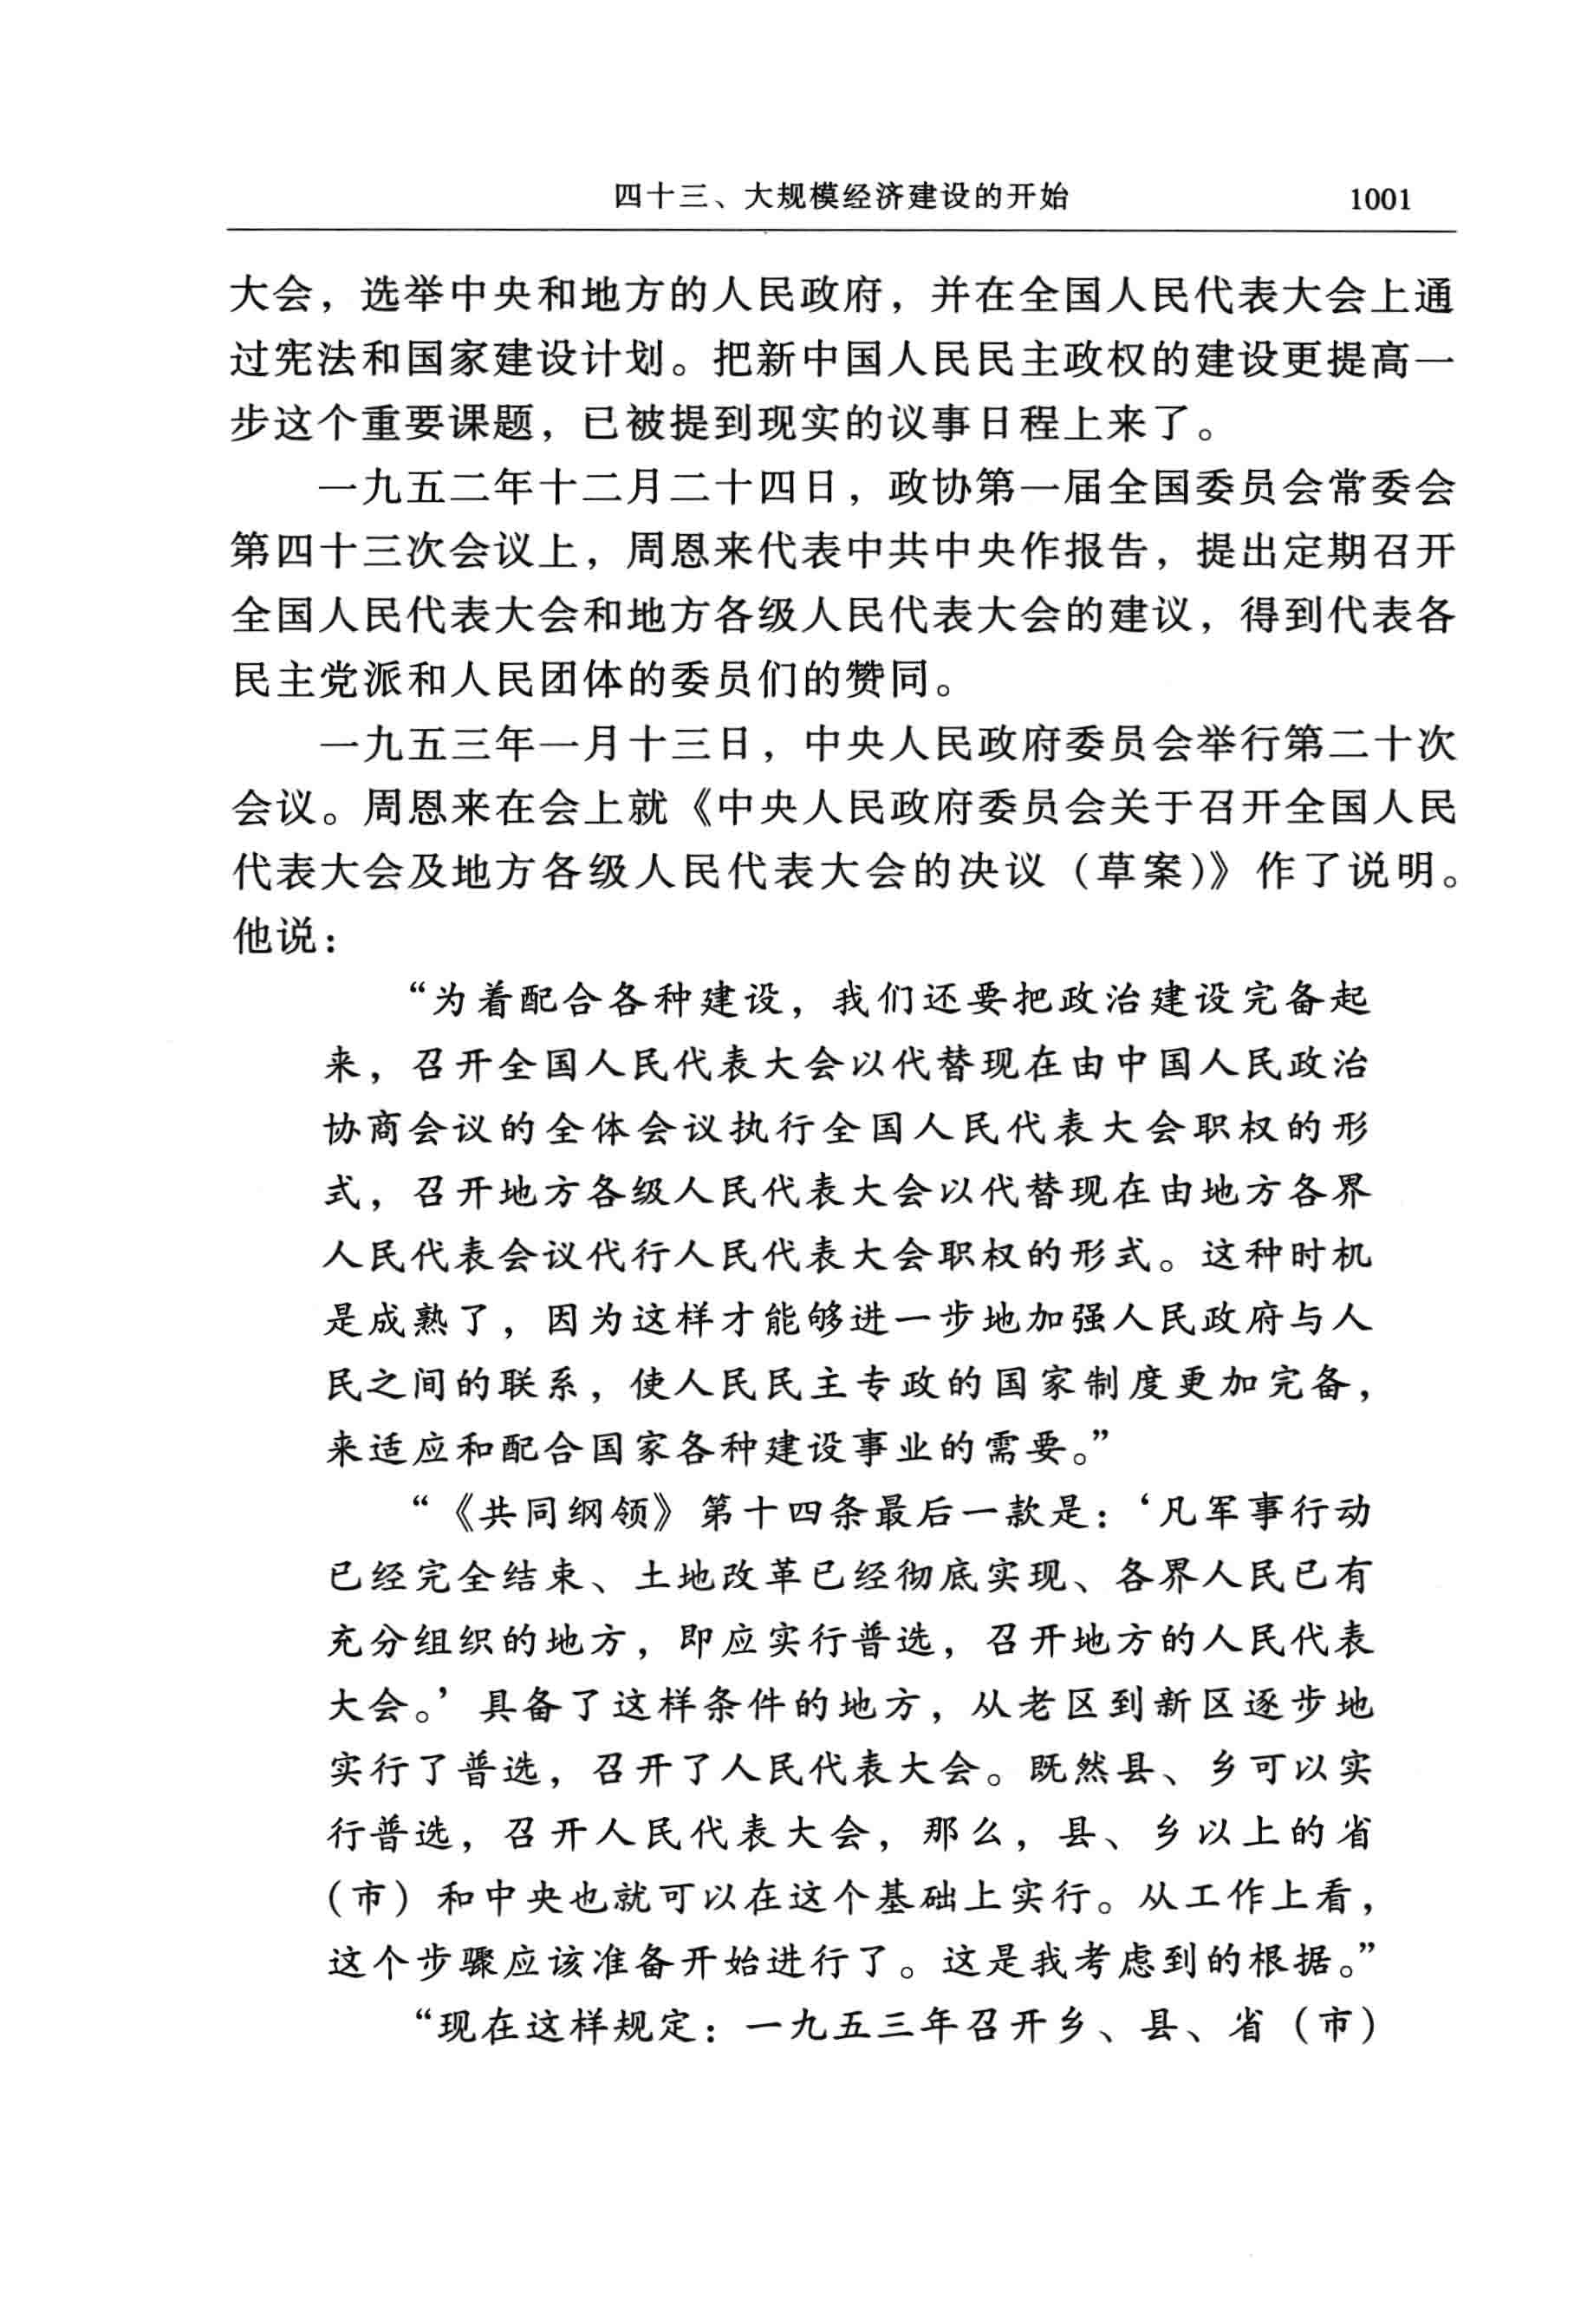 四十三、大规模经济建设的开始 1001
大会，选举中央和地方的人民政府，并在全国人民代表大会上通
过宪法和国家建设计划。把新中国人民民主政权的建设更提高一
步这个重要课题，已被提到现实的议事日程上来了。
一九五二年十二月二十四日，政协第一届全国委员会常委会
第四十三次会议上，周恩来代表中共中央作报告，提出定期召开
全国人民代表大会和地方各级人民代表大会的建议，得到代表各
民主党派和人民团体的委员们的赞同。
一九五三年一月十三日，中央人民政府委员会举行第二十次
会议。周恩来在会上就《中央人民政府委员会关于召开全国人民
代表大会及地方各级人民代表大会的决议（草案）》作了说明。
他说：
“为着配合各种建设，我们还要把政治建设完备起
来，召开全国人民代表大会以代替现在由中国人民政治
协商会议的全体会议执行全国人民代表大会职权的形
式，召开地方各级人民代表大会以代替现在由地方各界
人民代表会议代行人民代表大会职权的形式。这种时机
是成熟了，因为这样才能够进一步地加强人民政府与人
民之间的联系，使人民民主专政的国家制度更加完备，
来适应和配合国家各种建设事业的需要。”
“《共同纲领》第十四条最后一款是：‘凡军事行动
已经完全结束、土地改革已经彻底实现、各界人民已有
充分组织的地方，即应实行普选，召开地方的人民代表
大会。’具备了这样条件的地方，从老区到新区逐步地
实行了普选，召开了人民代表大会。既然县、乡可以实
行普选，召开人民代表大会，那么，县、乡以上的省
（市）和中央也就可以在这个基础上实行。从工作上看，
这个步骤应该准备开始进行了。这是我考虑到的根据。”
“现在这样规定：一九五三年召开乡、县、省（市）